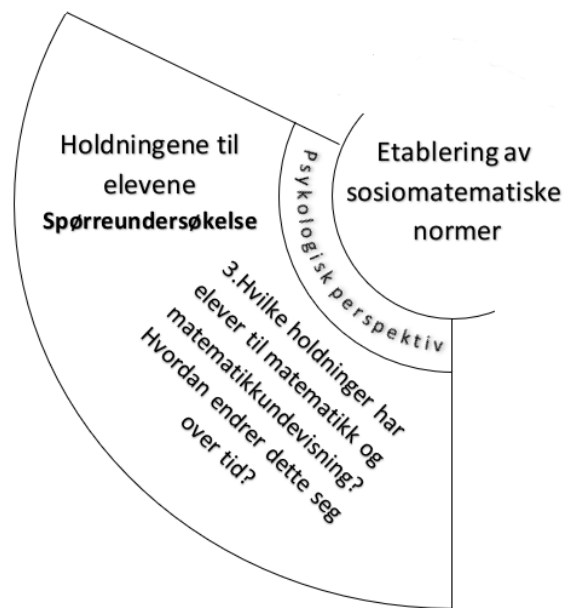 Holdningene til
elevene
Spørreundersøkelse
Psykologisk perspektiv
Etablering av
sosiomatematiske
normer
3.Hvilke holdninger har
elever til matematikk og
matematikkundevisning?
Hvordan endrer dette seg
over tid?